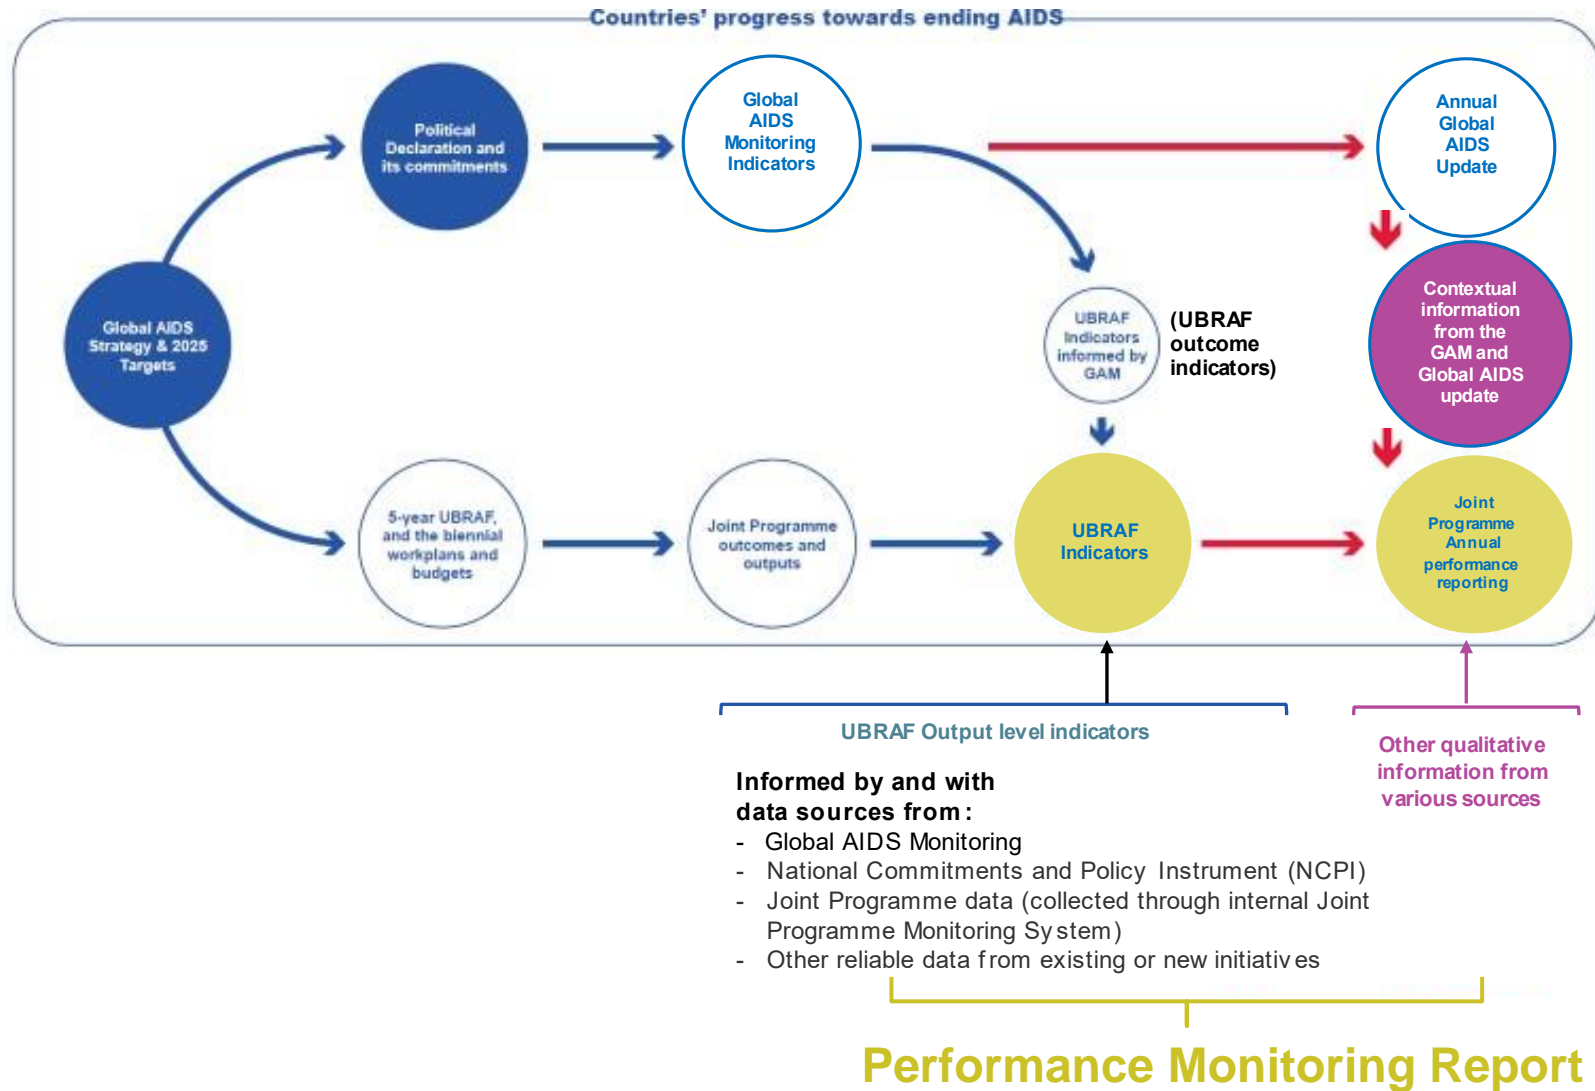 Countries' progress towards ending AIDS
Political
Declaration and
its commitments
Global
AIDS
Monitoring
Indicators
Annual
Global
AIDS
Update
Global AIDS
Strategy & 2025
Targets
UBRAF
Indicators
informed by
GAM
(UBRAF
outcome
indicators)
Contextual
information
from the
GAM and
Global AIDS
update
5-year UBRAF,
and the biennial
workplans and
budgets
Joint Programme
outcomes and
outputs
UBRAF
Indicators
Joint
Programme
Annual
performance
reporting
UBRAF Output level indicators
Informed by and with
data sources from:
- Global AIDS Monitoring
- National Commitments and Policy Instrument (NCPI)
- Joint Programme data (collected through internal Joint
Programme Monitoring System)
- Other reliable data from existing or new initiatives
Other qualitative
information from
various sources
Performance Monitoring Report